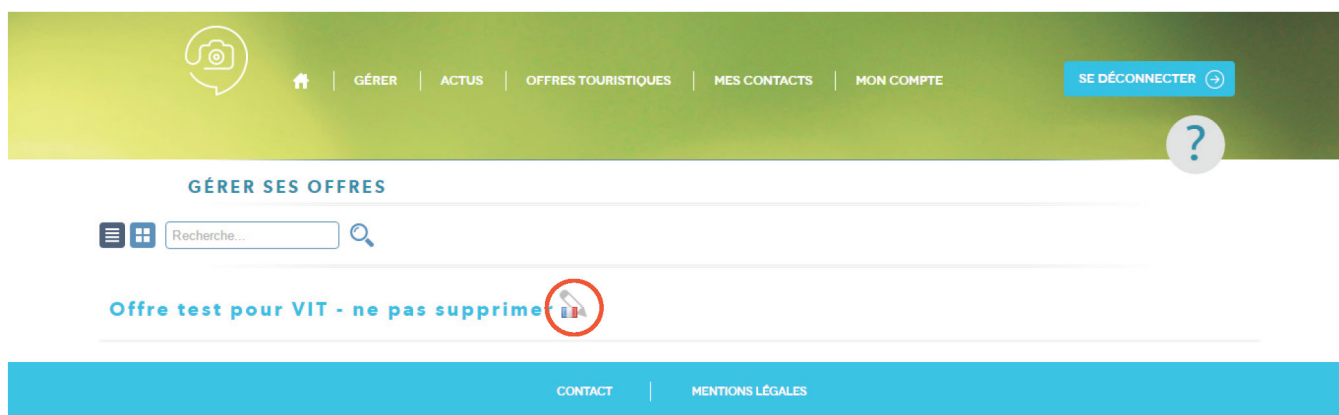 GÉRER | ACTUS | OFFRES TOURISTIQUES | MES CONTACTS | MON COMPTE
SE DÉCONNECTER
?
GÉRER SES OFFRES
Recherche...
Offre test pour VIT - ne pas supprimer
CONTACT | MENTIONS LÉGALES